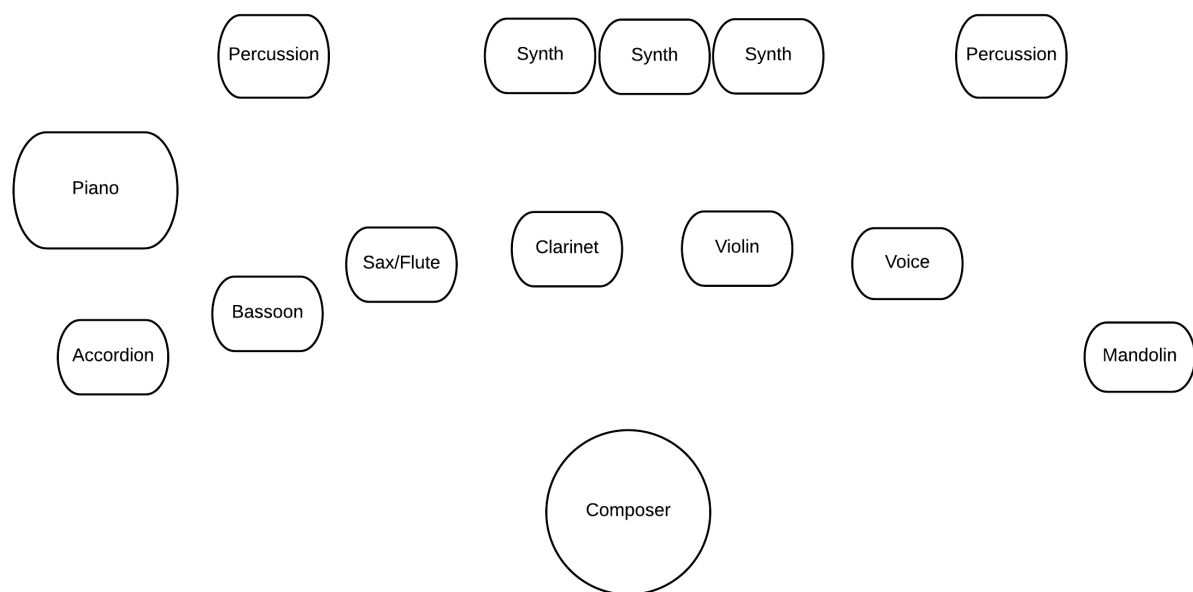 Percussion
Synth
Synth
Synth
Percussion
Piano
Sax/Flute
Clarinet
Violin
Voice
Bassoon
Accordion
Mandolin
Composer